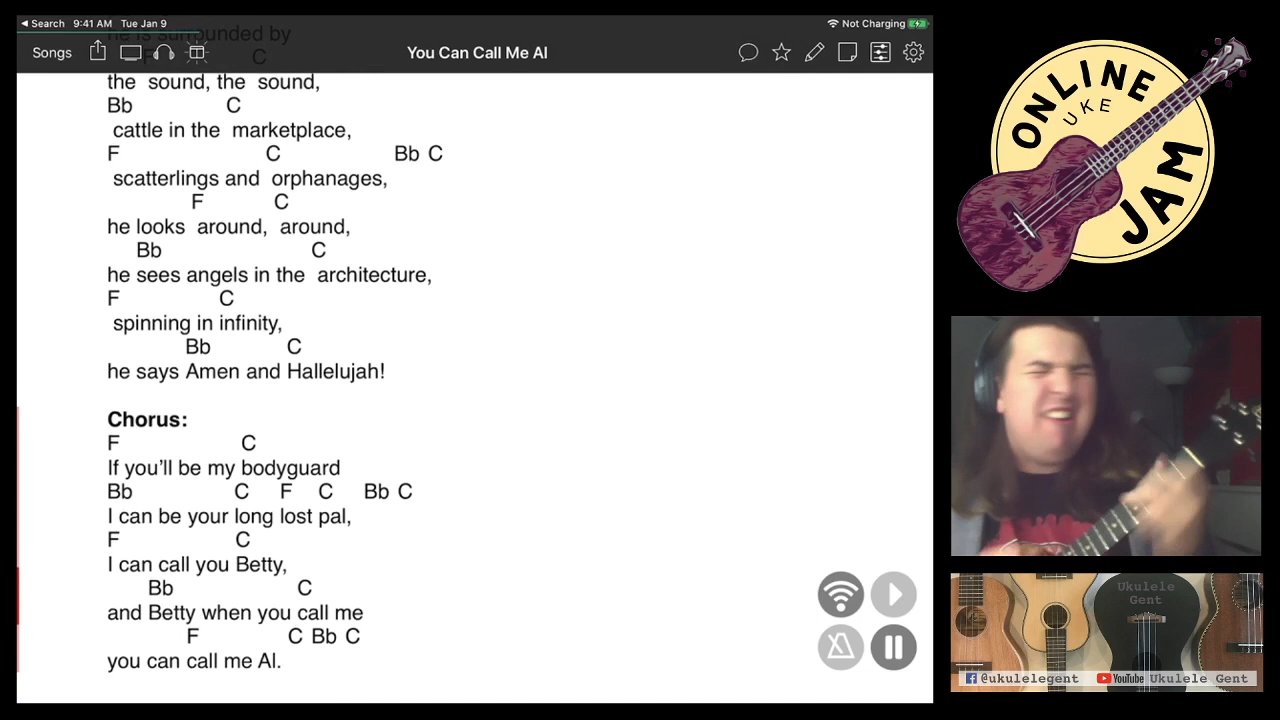 Search 9:41 AM Tue Jan 9 Not Charging
he is surrounded by
F C
Songs You Can Call Me Al
the sound, the sound,
Bb C
cattle in the marketplace,
F C Bb C
scatterlings and orphanages,
F C
he looks around, around,
Bb C
he sees angels in the architecture,
F C
spinning in infinity,
Bb C
he says Amen and Hallelujah!
Chorus:
F C
If you’ll be my bodyguard
Bb C F C Bb C
I can be your long lost pal,
F C
I can call you Betty,
Bb C
and Betty when you call me
F C Bb C
you can call me Al.
ONLINE
UKE
JAM
Ukulele
Gent
@ukulelegent YouTube Ukulele Gent